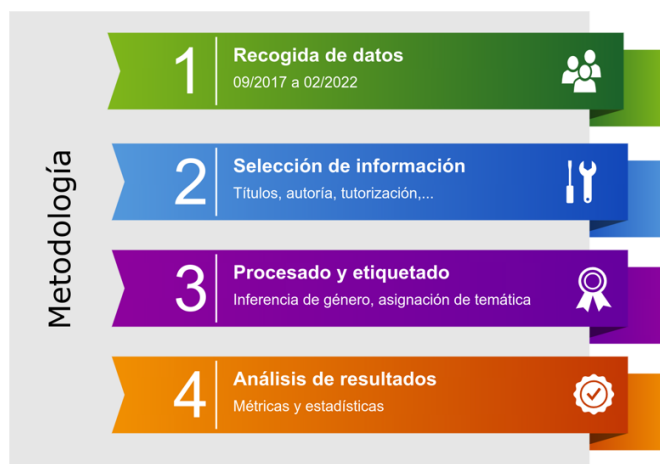 Metodología
1
Recogida de datos
09/2017 a 02/2022
2
Selección de información
Títulos, autoría, tutorización,...
3
Procesado y etiquetado
Inferencia de género, asignación de temática
4
Análisis de resultados
Métricas y estadísticas